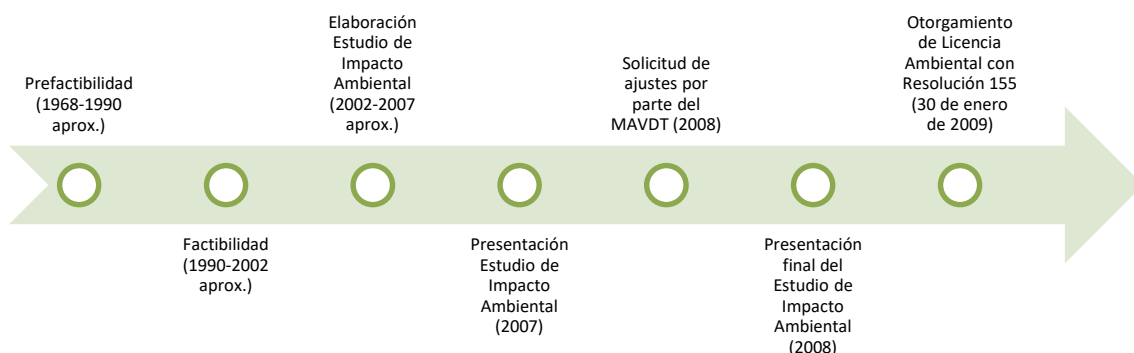 Prefactibilidad
(1968-1990
aprox.)
Factibilidad
(1990-2002
aprox.)
Elaboración
Estudio de
Impacto
Ambiental
(2002-2007
aprox.)
Presentación
Estudio de
Impacto
Ambiental
(2007)
Solicitud de
ajustes por
parte del
MAVDT (2008)
Presentación
final del
Estudio de
Impacto
Ambiental
(2008)
Otorgamiento
de Licencia
Ambiental con
Resolución 155
(30 de enero
de 2009)